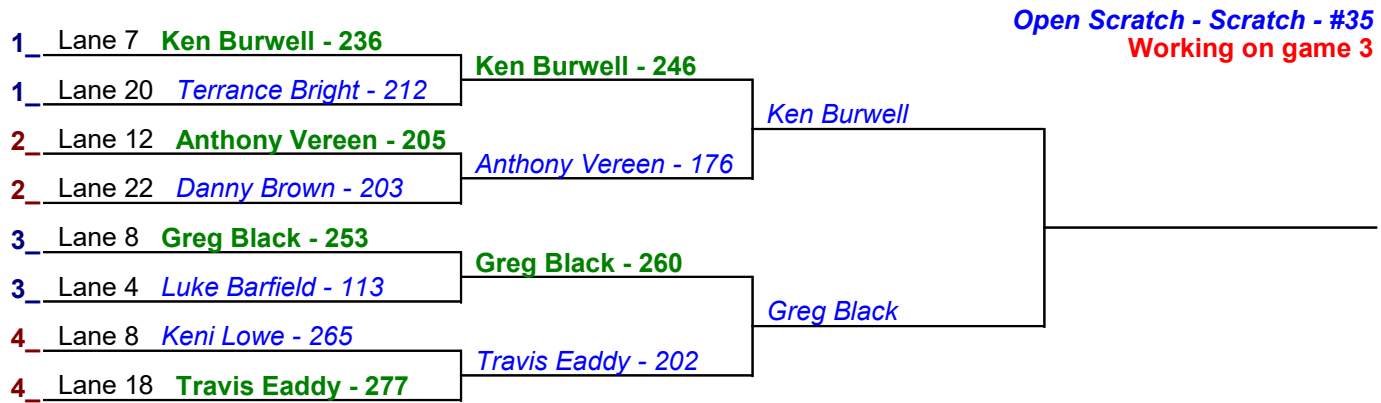 Open Scratch - Scratch - #35
Working on game 3
1_ Lane 7 Ken Burwell - 236
1_ Lane 20 Terrance Bright - 212
2_ Lane 12 Anthony Vereen - 205
2_ Lane 22 Danny Brown - 203
3_ Lane 8 Greg Black - 253
3_ Lane 4 Luke Barfield - 113
4_ Lane 8 Keni Lowe - 265
4_ Lane 18 Travis Eaddy - 277
Ken Burwell - 246
Anthony Vereen - 176
Greg Black - 260
Travis Eaddy - 202
Ken Burwell
Greg Black